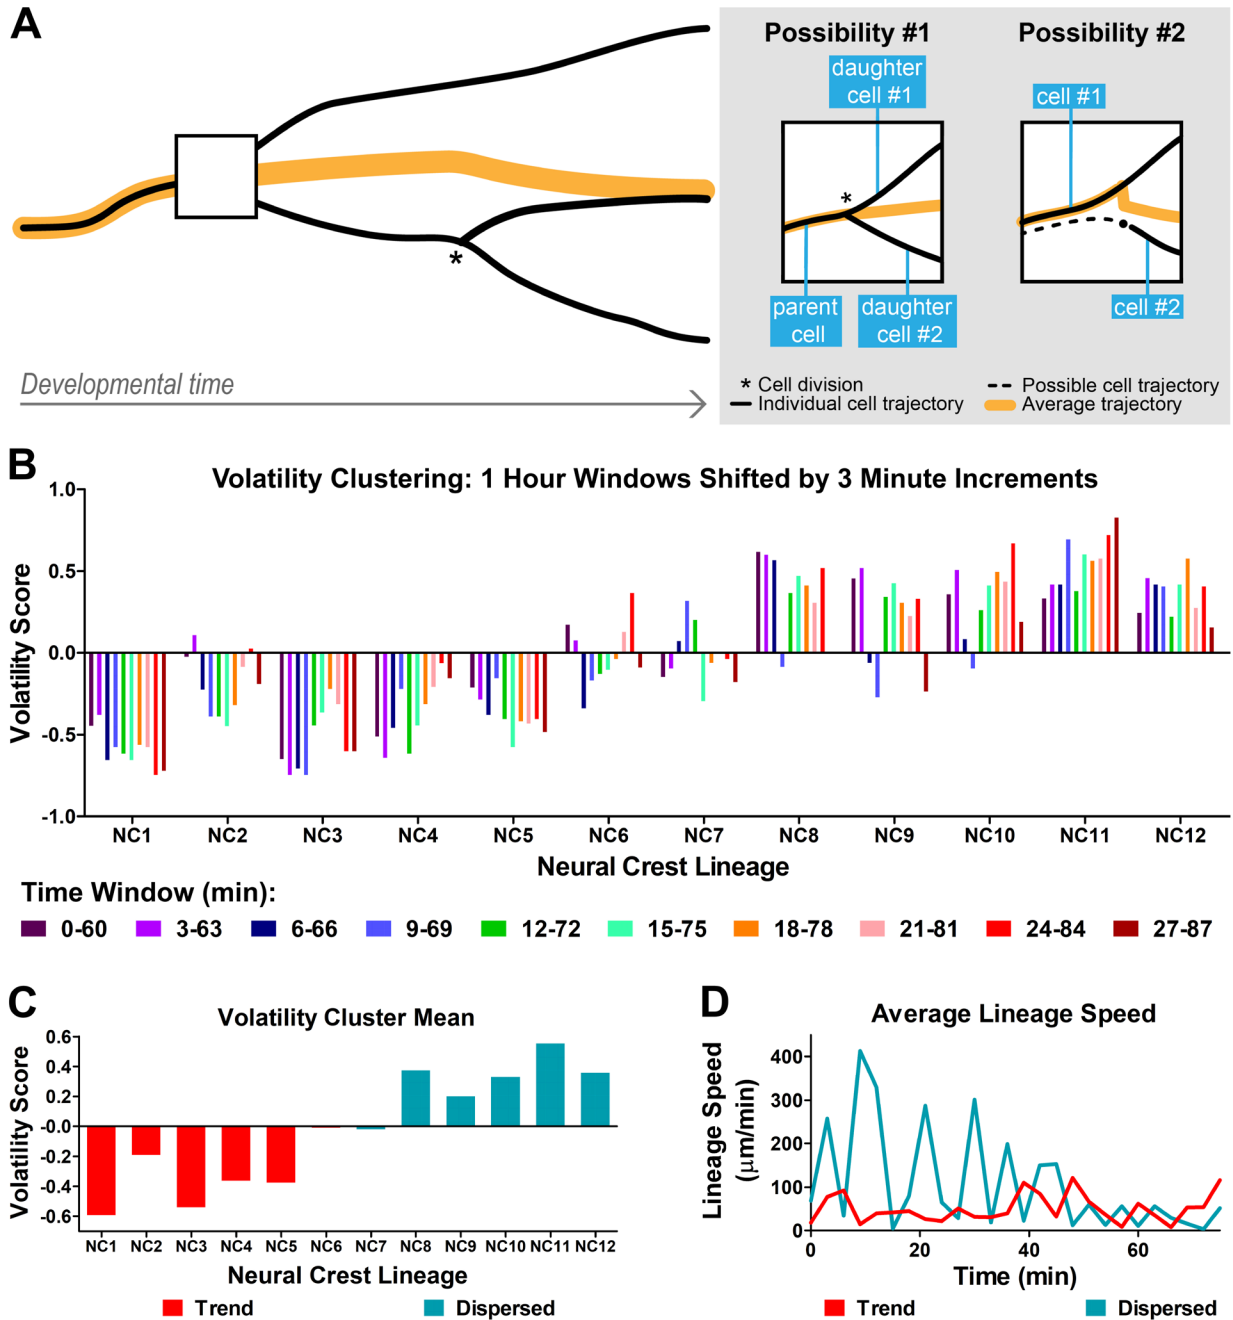 A
Possibility #1
Possibility #2
daughter
cell #1
cell #1
*
*
parent
cell
daughter
cell #2
cell #2
Developmental time
* Cell division
Individual cell trajectory
Possible cell trajectory
Average trajectory
B
Volatility Clustering: 1 Hour Windows Shifted by 3 Minute Increments
Volatility Score
1.0
0.5
0.0
-0.5
-1.0
NC1 NC2 NC3 NC4 NC5 NC6 NC7 NC8 NC9 NC10 NC11 NC12
Neural Crest Lineage
Time Window (min):
0-60 3-63 6-66 9-69 12-72 15-75 18-78 21-81 24-84 27-87
C
Volatility Cluster Mean
Volatility Score
0.6
0.4
0.2
-0.0
-0.2
-0.4
-0.6
NC1 NC2 NC3 NC4 NC5 NC6 NC7 NC8 NC9 NC10 NC11 NC12
Neural Crest Lineage
Trend Dispersed
D
Average Lineage Speed
Lineage Speed
(μm/min)
400
300
200
100
0
0 20 40 60
Time (min)
Trend Dispersed